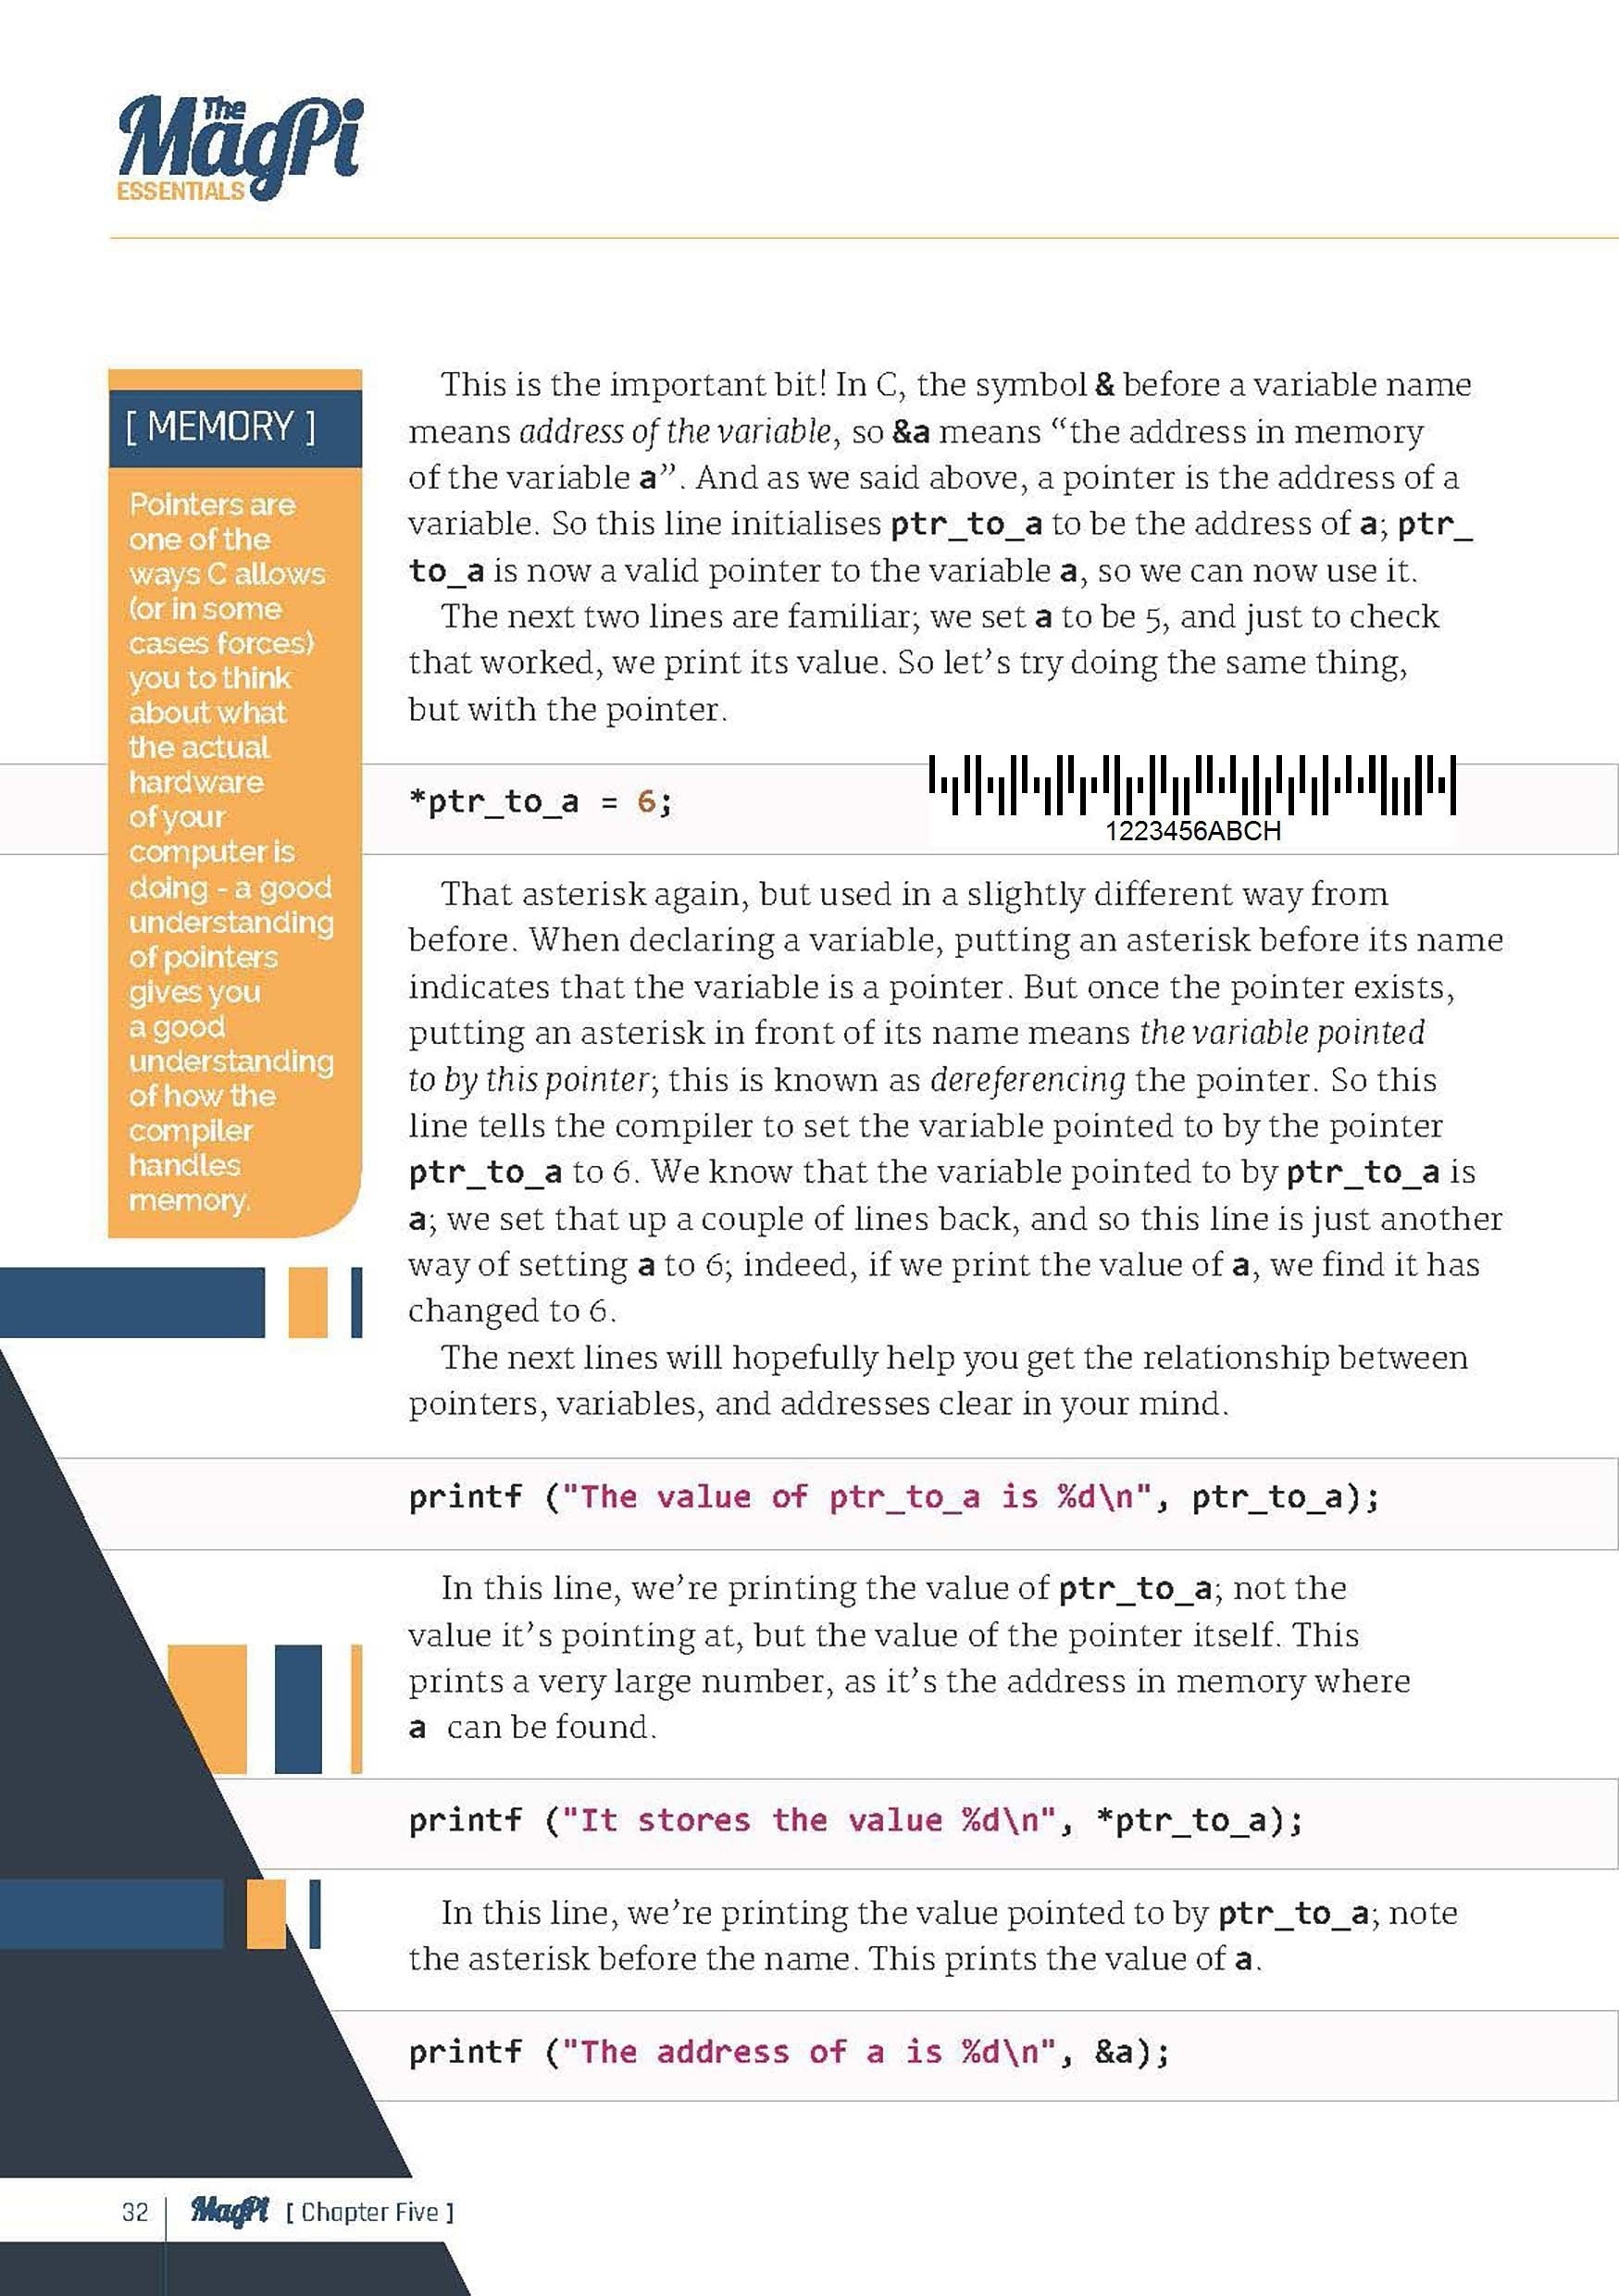 The
MagPi
ESSENTIALS
[ MEMORY ]
Pointers are
one of the
ways C allows
(or in some
cases forces)
you to think
about what
the actual
hardware
of your
computer is
doing - a good
understanding
of pointers
gives you
a good
understanding
of how the
compiler
handles
memory.
This is the important bit! In C, the symbol & before a variable name
means address of the variable, so &a means “the address in memory
of the variable a”. And as we said above, a pointer is the address of a
variable. So this line initialises ptr_to_a to be the address of a; ptr_
to_a is now a valid pointer to the variable a, so we can now use it.
The next two lines are familiar; we set a to be 5, and just to check
that worked, we print its value. So let’s try doing the same thing,
but with the pointer.
*ptr_to_a = 6;
1223456ABCH
That asterisk again, but used in a slightly different way from
before. When declaring a variable, putting an asterisk before its name
indicates that the variable is a pointer. But once the pointer exists,
putting an asterisk in front of its name means the variable pointed
to by this pointer; this is known as dereferencing the pointer. So this
line tells the compiler to set the variable pointed to by the pointer
ptr_to_a to 6. We know that the variable pointed to by ptr_to_a is
a; we set that up a couple of lines back, and so this line is just another
way of setting a to 6; indeed, if we print the value of a, we find it has
changed to 6.
The next lines will hopefully help you get the relationship between
pointers, variables, and addresses clear in your mind.
printf ("The value of ptr_to_a is %d\n", ptr_to_a);
In this line, we’re printing the value of ptr_to_a; not the
value it’s pointing at, but the value of the pointer itself. This
prints a very large number, as it’s the address in memory where
a can be found.
printf ("It stores the value %d\n", *ptr_to_a);
In this line, we’re printing the value pointed to by ptr_to_a; note
the asterisk before the name. This prints the value of a.
printf ("The address of a is %d\n", &a);
32 MagPi [ Chapter Five ]